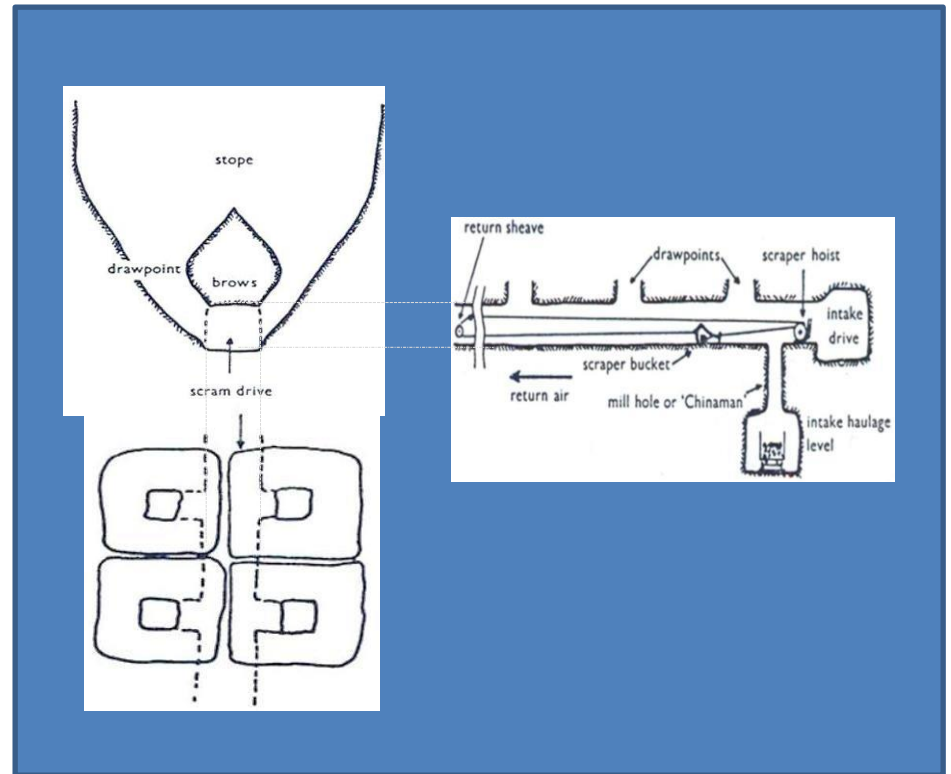 stope
drawpoint
brows
scram drive
return sheave
drawpoints
scraper hoist
intake
drive
scraper bucket
return air
mill hole or 'Chinaman'
intake haulage
level